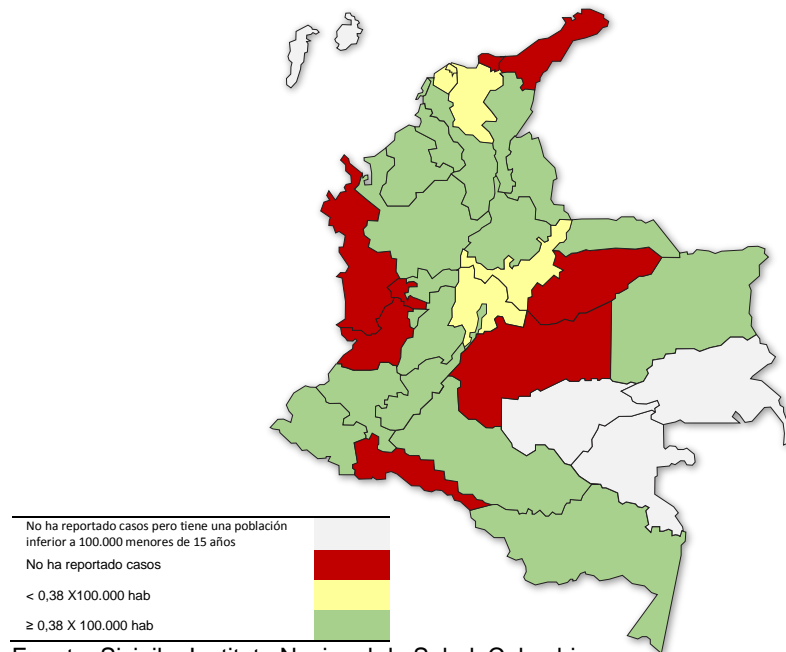 No ha reportado casos pero tiene una población
inferior a 100.000 menores de 15 años
No ha reportado casos
< 0,38 X100.000 hab
≥ 0,38 X 100.000 hab